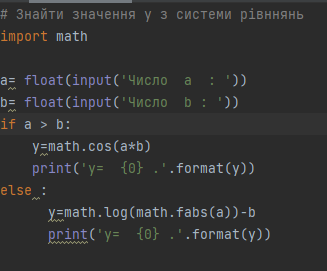 # Знайти значення y з системи рівннянь
import math
a= float(input('Число  a  : '))
b= float(input('Число  b : '))
if a > b:
    y=math.cos(a*b)
    print('y=  {0} .'.format(y))
else :
      y=math.log(math.fabs(a))-b
      print('y=  {0} .'.format(y))